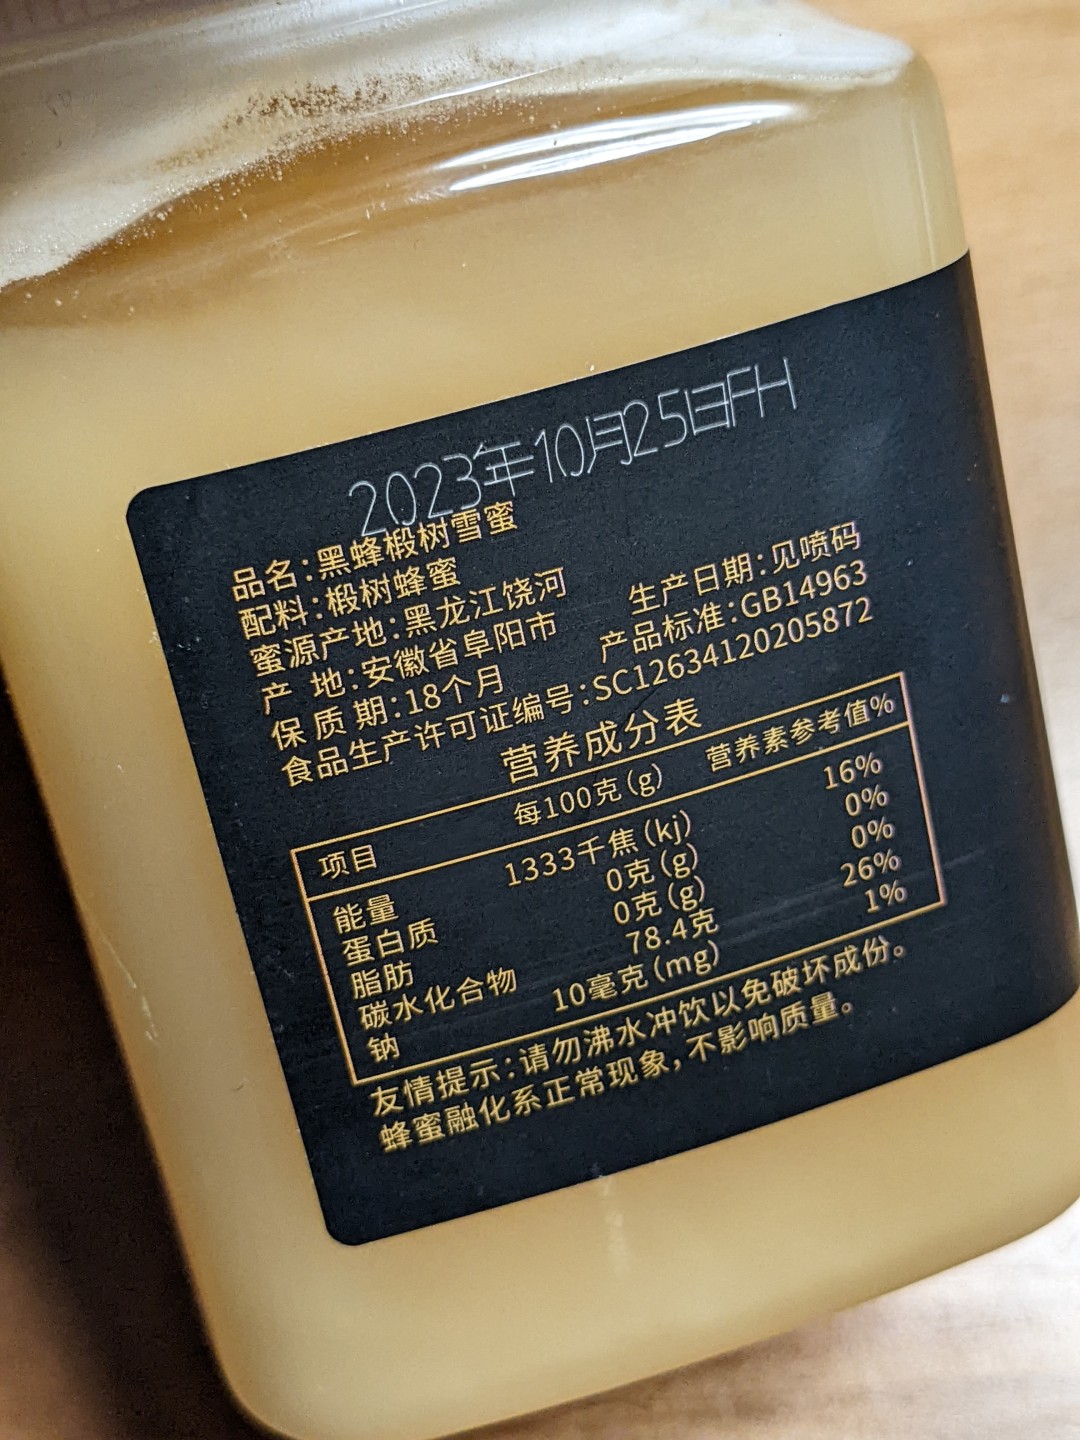 2023年10月25日FH
品名：黑蜂椴树雪蜜
配料：椴树蜂蜜
蜜源产地：黑龙江饶河 生产日期：见喷码
产 地：安徽省阜阳市 产品标准：GB14963
保 质 期：18个月
食品生产许可证编号：SC12634120205872
营养成分表
项目 每100克(g) 营养素参考值%
能量 1333千焦(kj) 16%
蛋白质 0克(g) 0%
脂肪 0克(g) 0%
碳水化合物 78.4克 26%
钠 10毫克(mg) 1%
友情提示：请勿沸水冲饮以免破坏成份。
蜂蜜融化系正常现象，不影响质量。